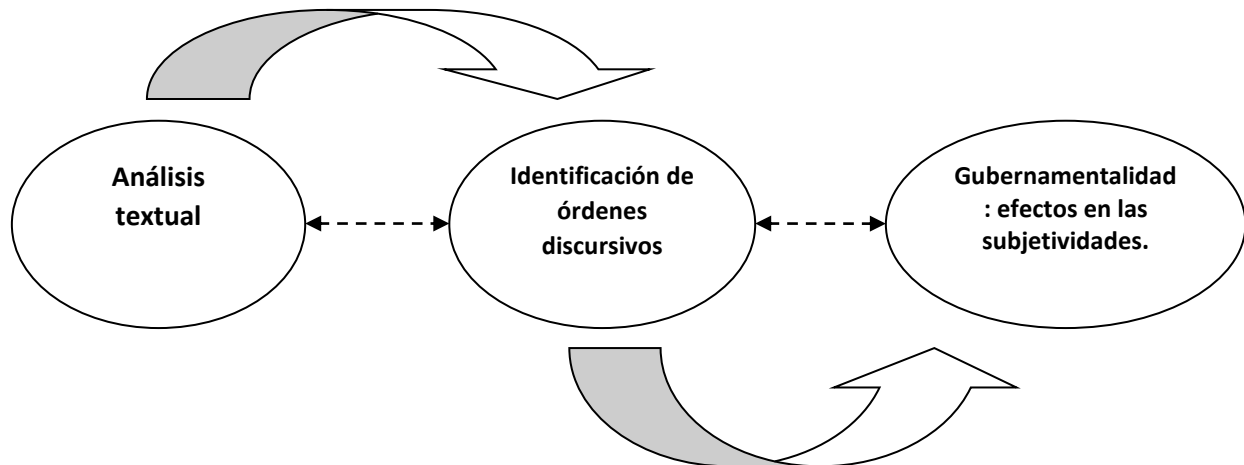 Análisis
textual
Identificación de
órdenes
discursivos
Gubernamentalidad
: efectos en las
subjetividades.